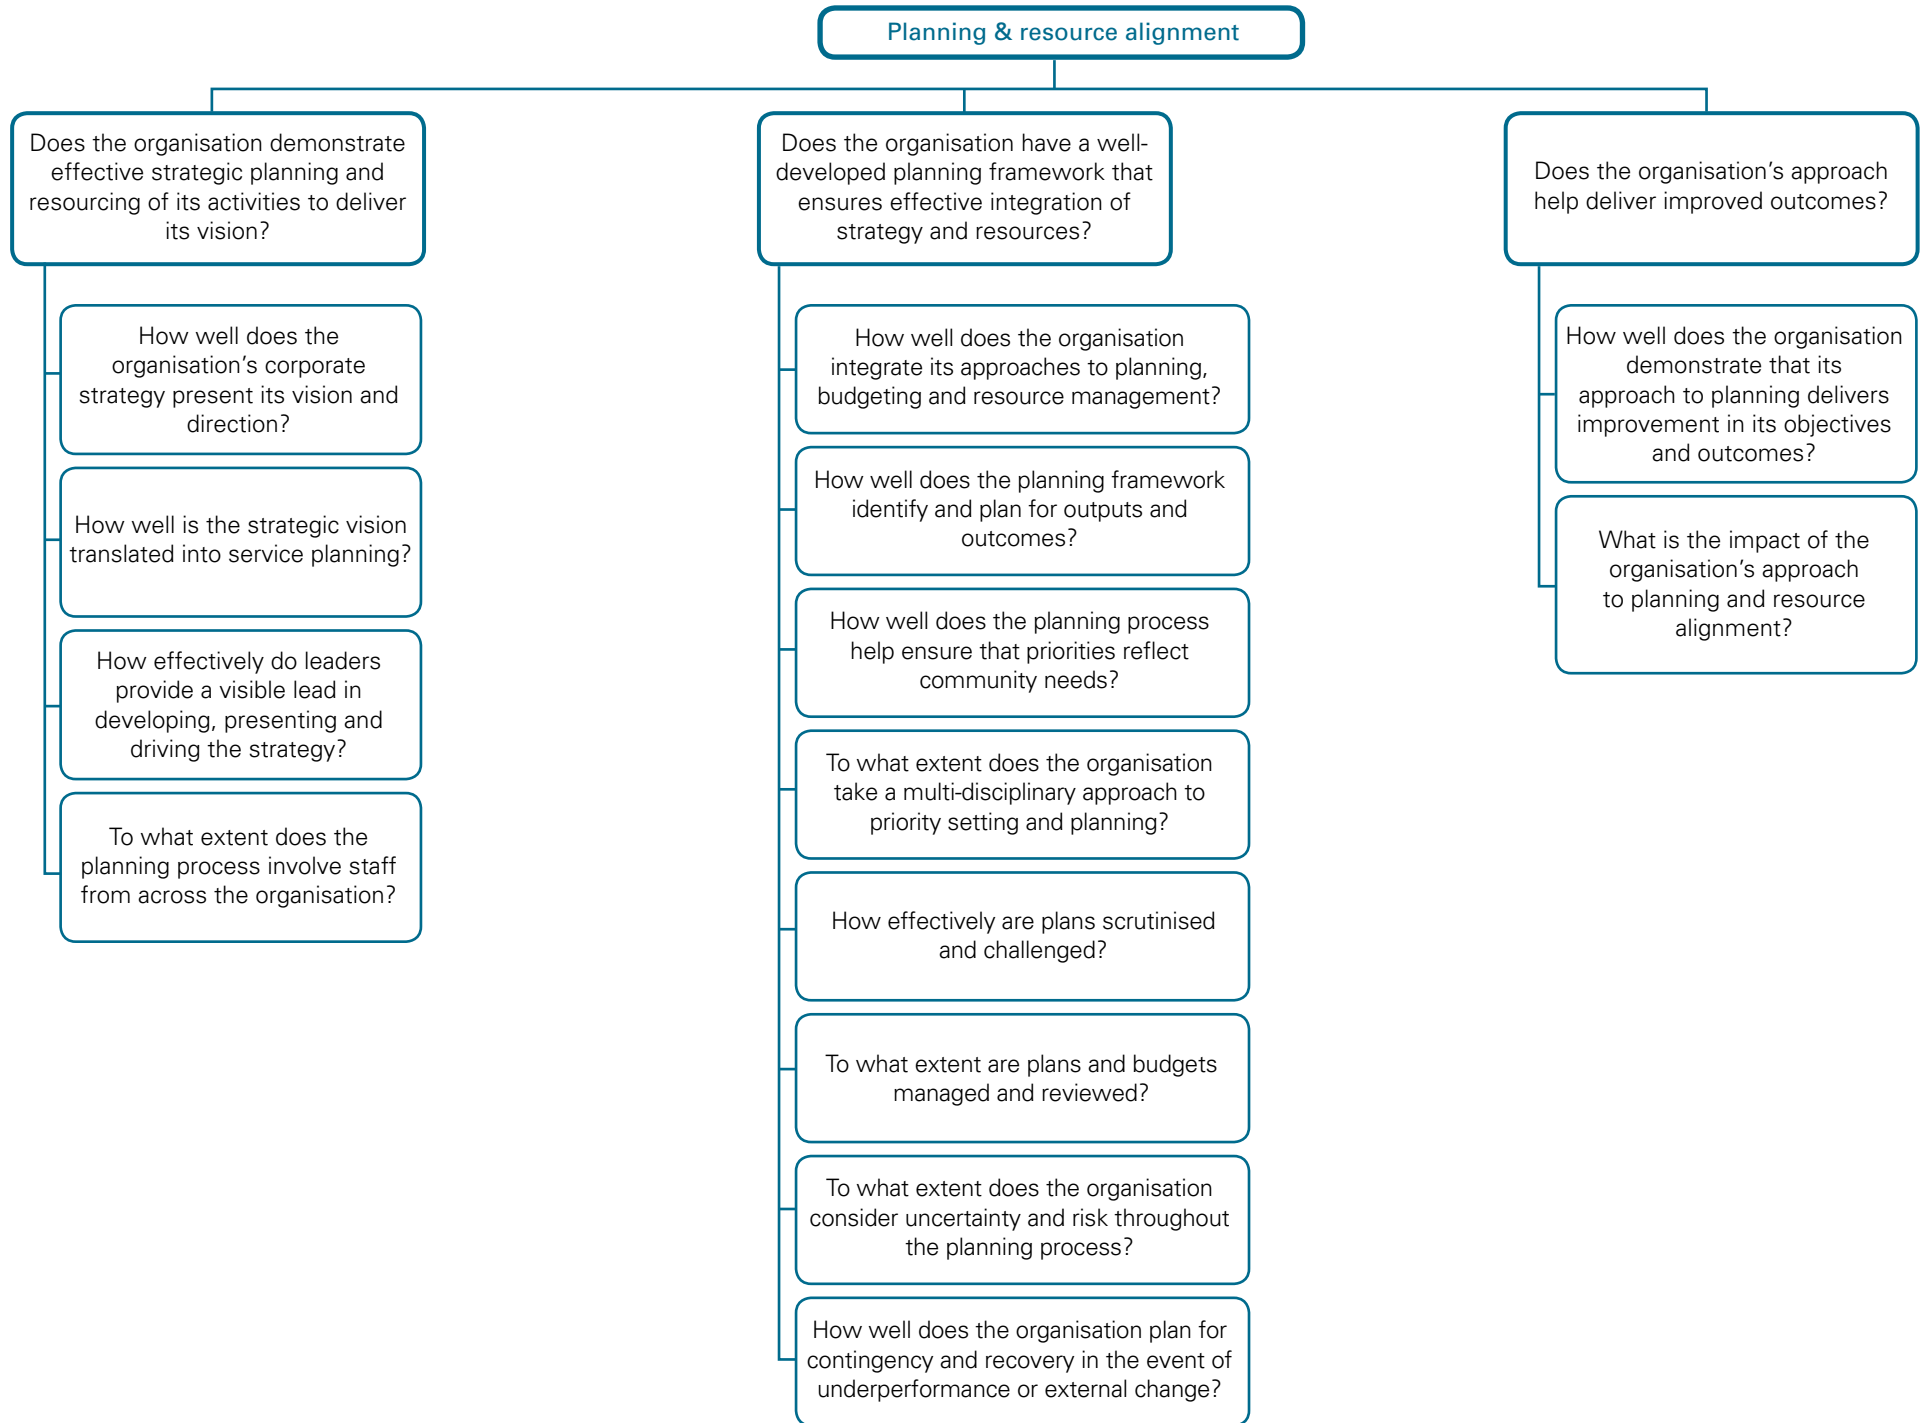 Planning & resource alignment
Does the organisation demonstrate
effective strategic planning and
resourcing of its activities to deliver
its vision?
How well does the
organisation’s corporate
strategy present its vision and
direction?
How well is the strategic vision
translated into service planning?
How effectively do leaders
provide a visible lead in
developing, presenting and
driving the strategy?
To what extent does the
planning process involve staff
from across the organisation?
Does the organisation have a well-
developed planning framework that
ensures effective integration of
strategy and resources?
How well does the organisation
integrate its approaches to planning,
budgeting and resource management?
How well does the planning framework
identify and plan for outputs and
outcomes?
How well does the planning process
help ensure that priorities reflect
community needs?
To what extent does the organisation
take a multi-disciplinary approach to
priority setting and planning?
How effectively are plans scrutinised
and challenged?
To what extent are plans and budgets
managed and reviewed?
To what extent does the organisation
consider uncertainty and risk throughout
the planning process?
How well does the organisation plan for
contingency and recovery in the event of
underperformance or external change?
Does the organisation’s approach
help deliver improved outcomes?
How well does the organisation
demonstrate that its
approach to planning delivers
improvement in its objectives
and outcomes?
What is the impact of the
organisation’s approach
to planning and resource
alignment?